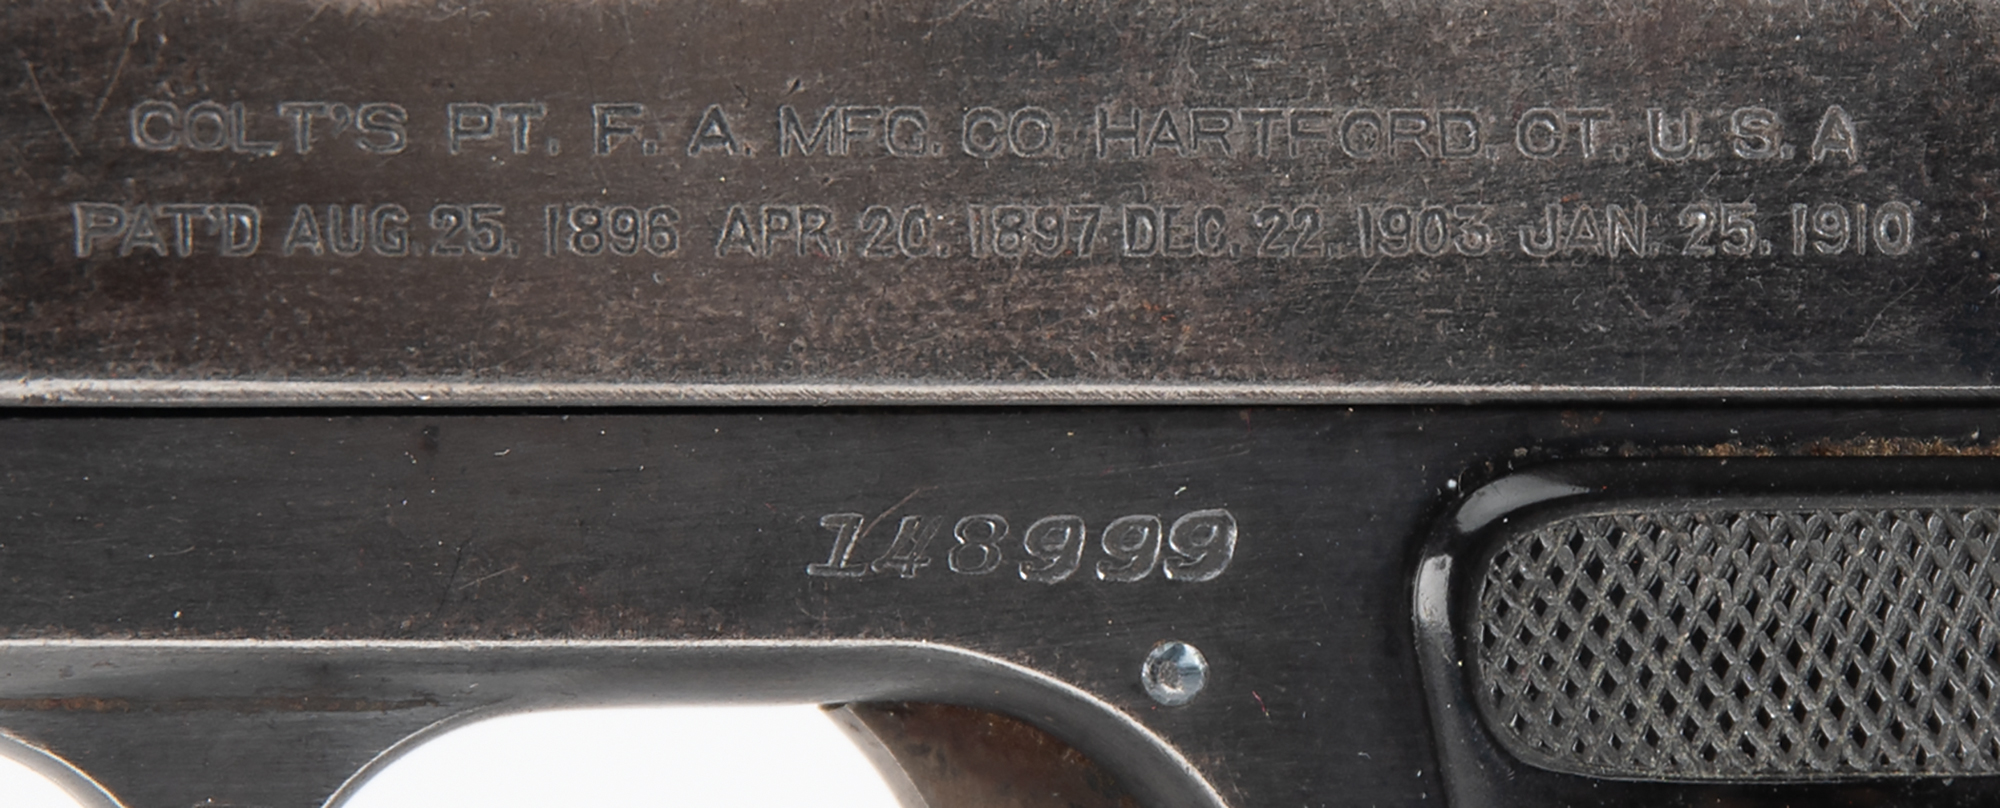 COLT'S PT. F. A. MFG. CO. HARTFORD, CT. U. S. A
PAT'D AUG. 25. 1896 APR. 20. 1897 DEC. 22. 1903 JAN. 25. 1910
148999